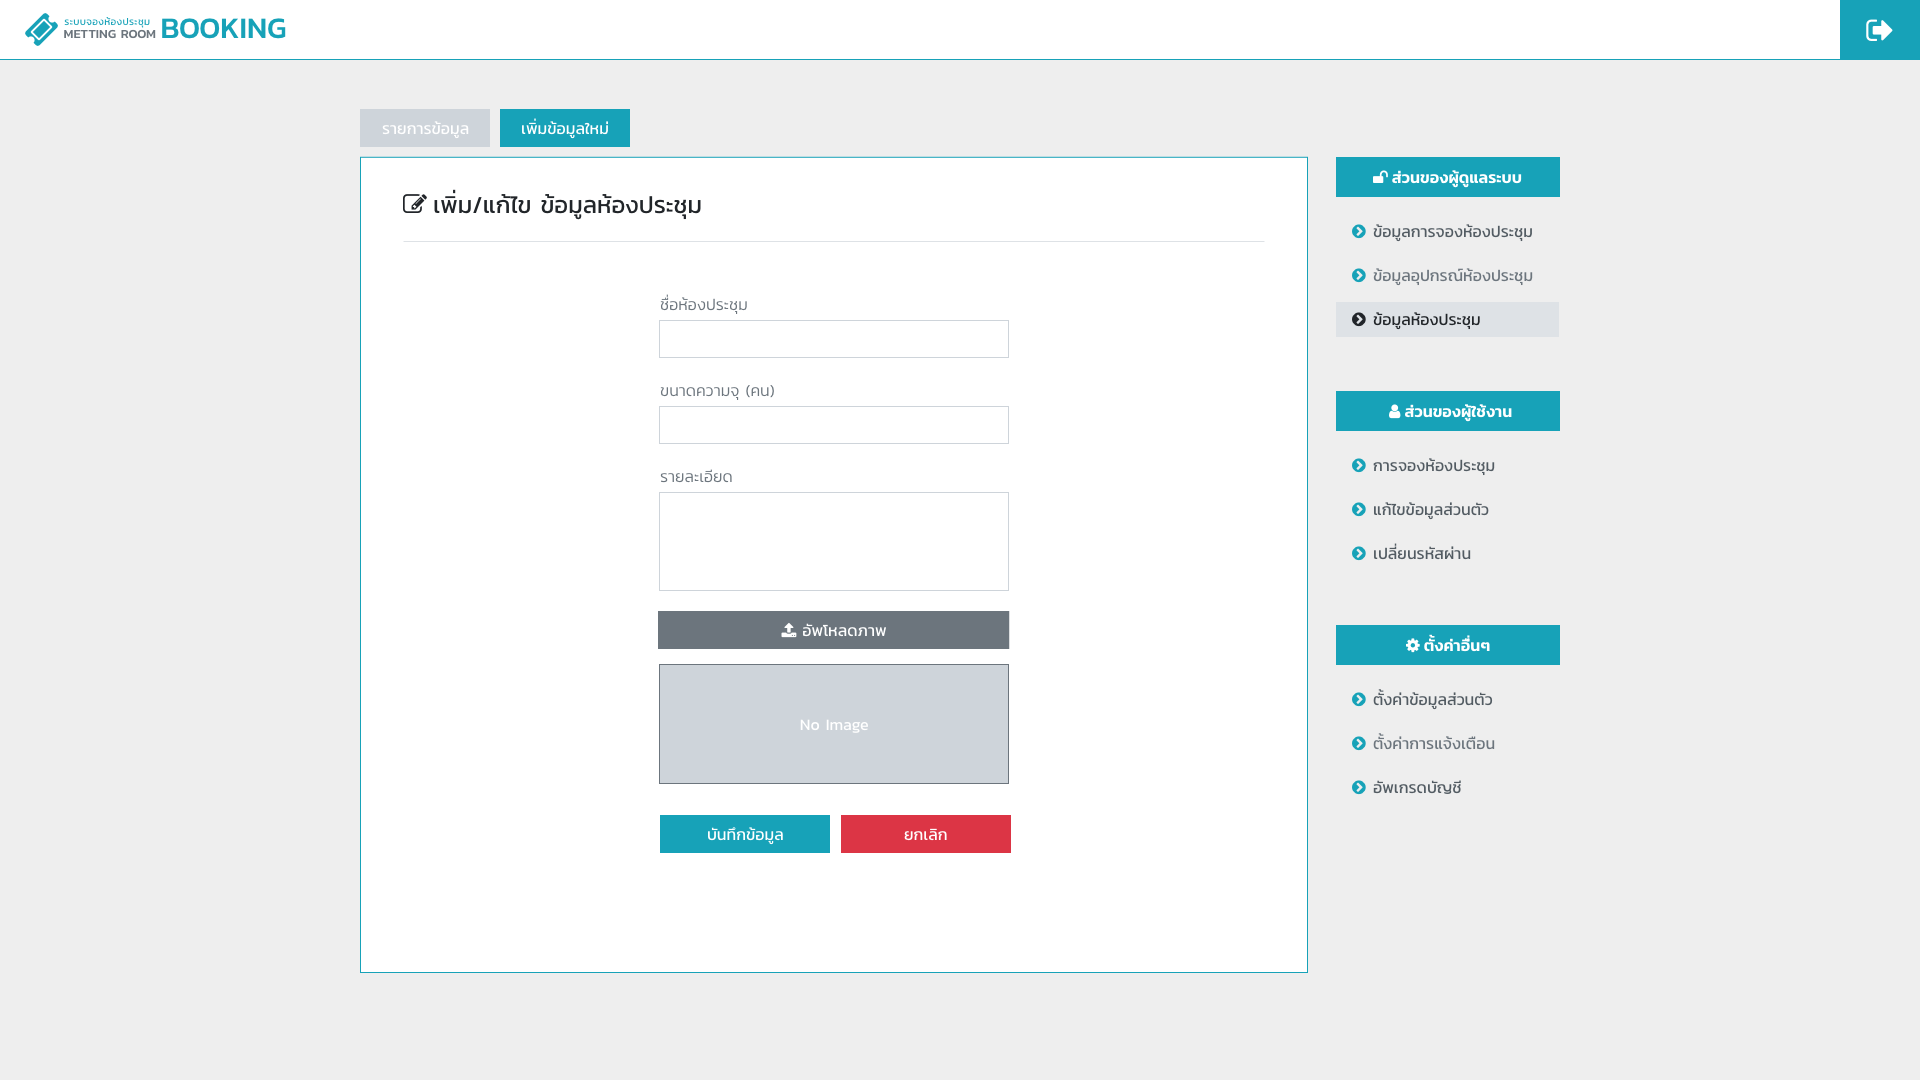 ระบบจองห้องประชุม
METTING ROOM BOOKING
รายการข้อมูล
เพิ่มข้อมูลใหม่
เพิ่ม/แก้ไข ข้อมูลห้องประชุม
ชื่อห้องประชุม
ขนาดความจุ (คน)
รายละเอียด
อัพโหลดภาพ
No Image
บันทึกข้อมูล
ยกเลิก
ส่วนของผู้ดูแลระบบ
ข้อมูลการจองห้องประชุม
ข้อมูลอุปกรณ์ห้องประชุม
ข้อมูลห้องประชุม
ส่วนของผู้ใช้งาน
การจองห้องประชุม
แก้ไขข้อมูลส่วนตัว
เปลี่ยนรหัสผ่าน
ตั้งค่าอื่นๆ
ตั้งค่าข้อมูลส่วนตัว
ตั้งค่าการแจ้งเตือน
อัพเกรดบัญชี